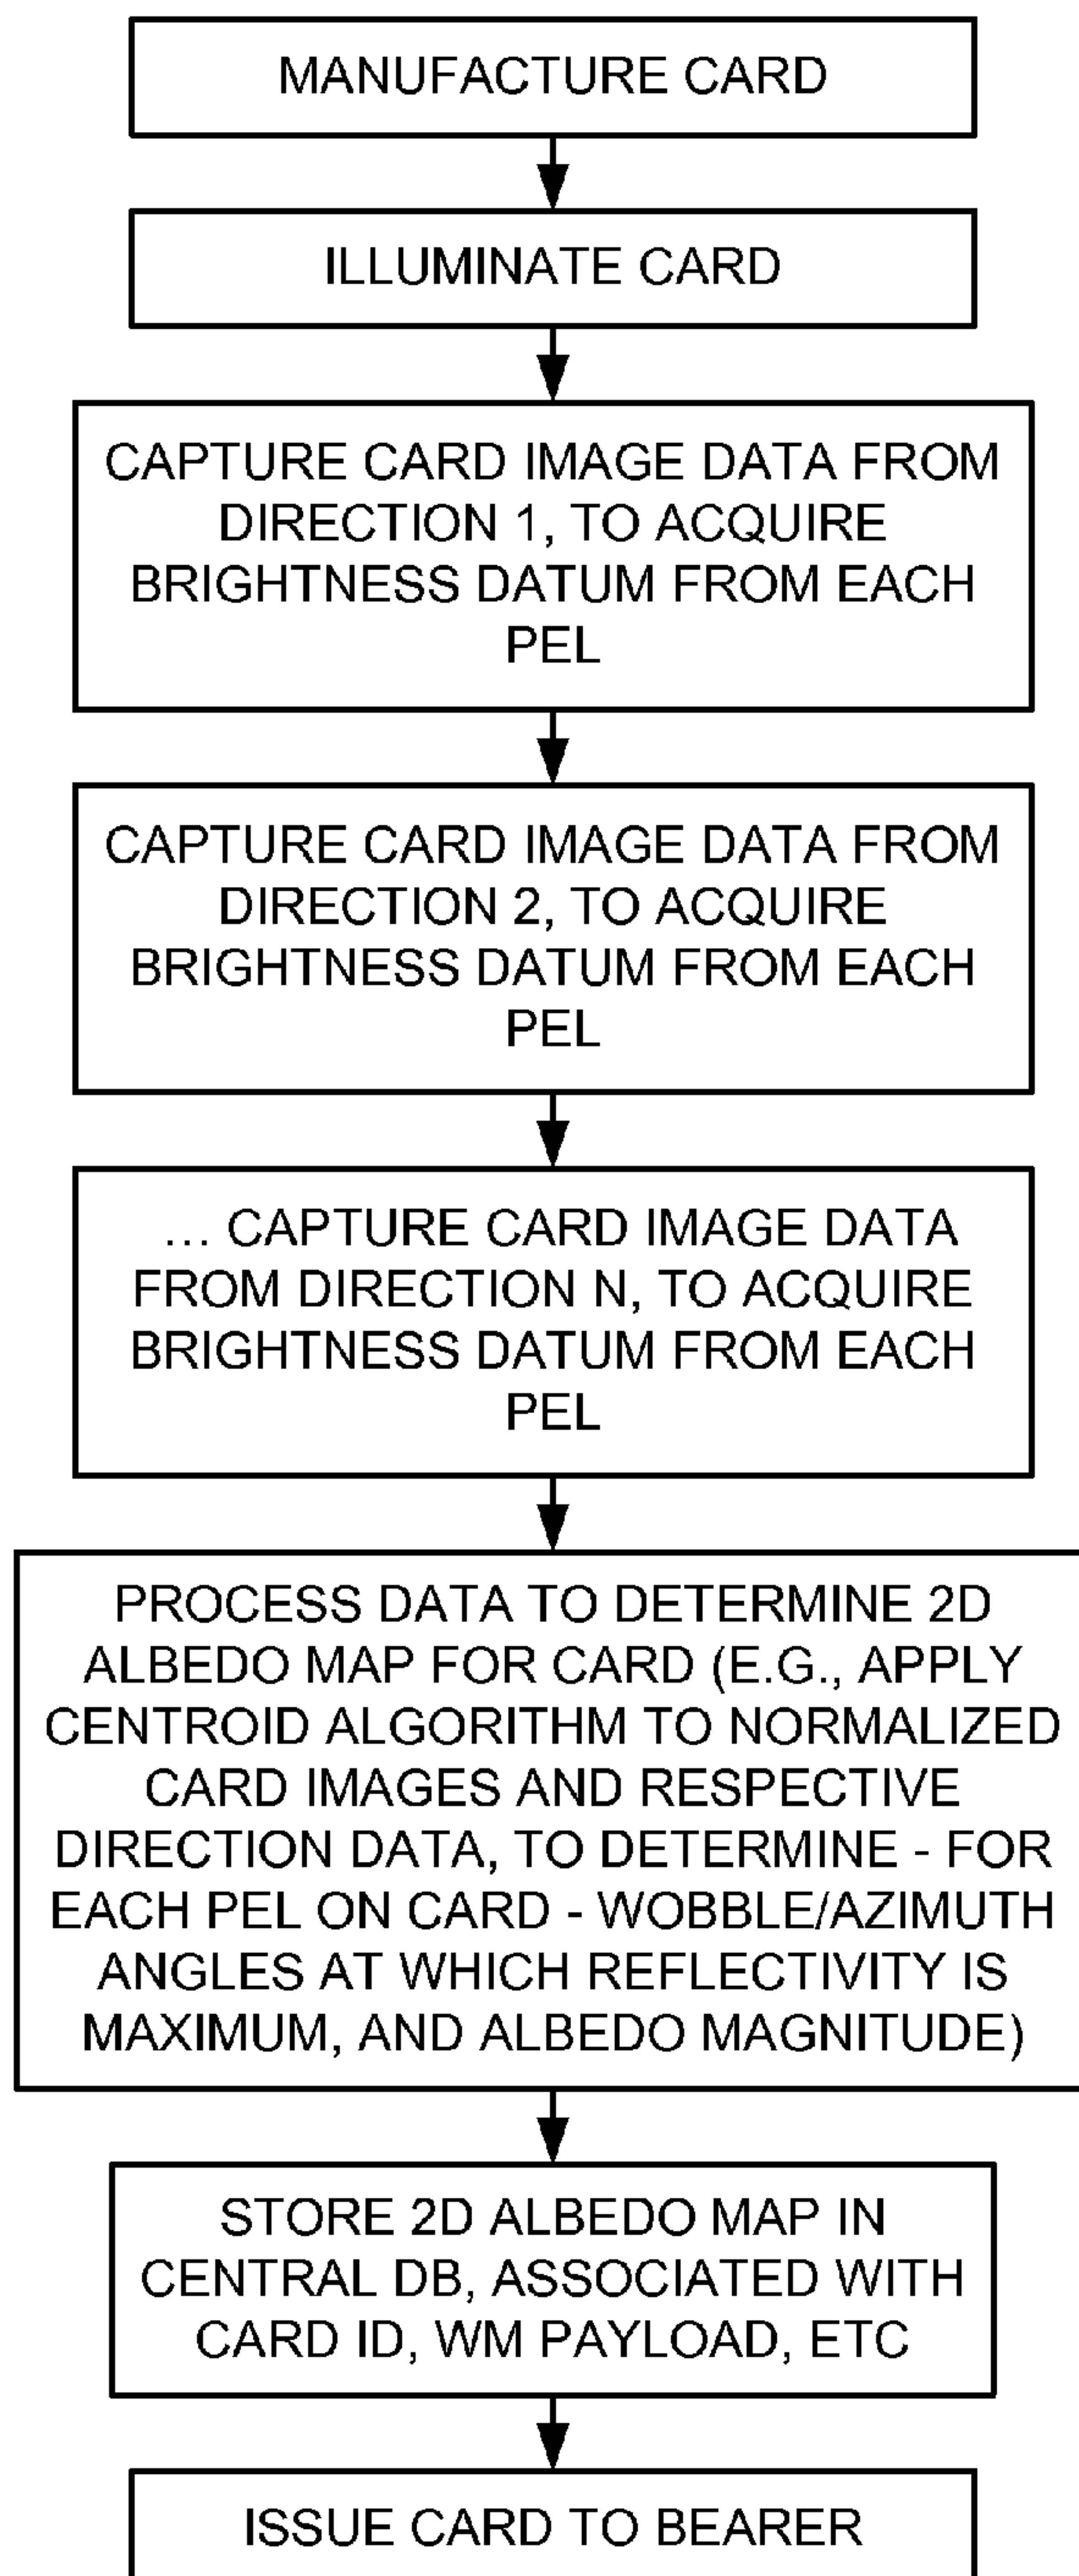 MANUFACTURE CARD
ILLUMINATE CARD
CAPTURE CARD IMAGE DATA FROM
DIRECTION 1, TO ACQUIRE
BRIGHTNESS DATUM FROM EACH
PEL
CAPTURE CARD IMAGE DATA FROM
DIRECTION 2, TO ACQUIRE
BRIGHTNESS DATUM FROM EACH
PEL
... CAPTURE CARD IMAGE DATA
FROM DIRECTION N, TO ACQUIRE
BRIGHTNESS DATUM FROM EACH
PEL
PROCESS DATA TO DETERMINE 2D
ALBEDO MAP FOR CARD (E.G., APPLY
CENTROID ALGORITHM TO NORMALIZED
CARD IMAGES AND RESPECTIVE
DIRECTION DATA, TO DETERMINE - FOR
EACH PEL ON CARD - WOBBLE/AZIMUTH
ANGLES AT WHICH REFLECTIVITY IS
MAXIMUM, AND ALBEDO MAGNITUDE)
STORE 2D ALBEDO MAP IN
CENTRAL DB, ASSOCIATED WITH
CARD ID, WM PAYLOAD, ETC
ISSUE CARD TO BEARER